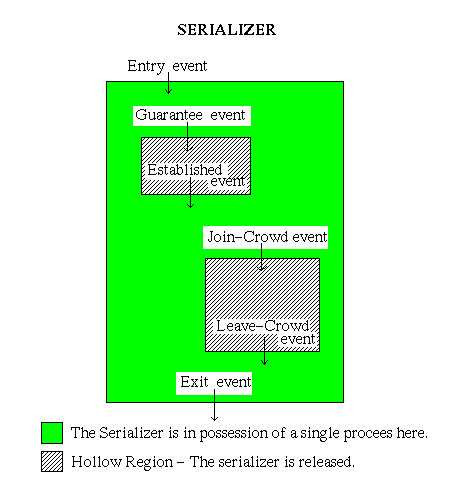 SERIALIZER
Entry event
Guarantee event
Established
event
Join-Crowd event
Leave-Crowd
event
Exit event
The Serializer is in possession of a single procees here.
Hollow Region - The serializer is released.